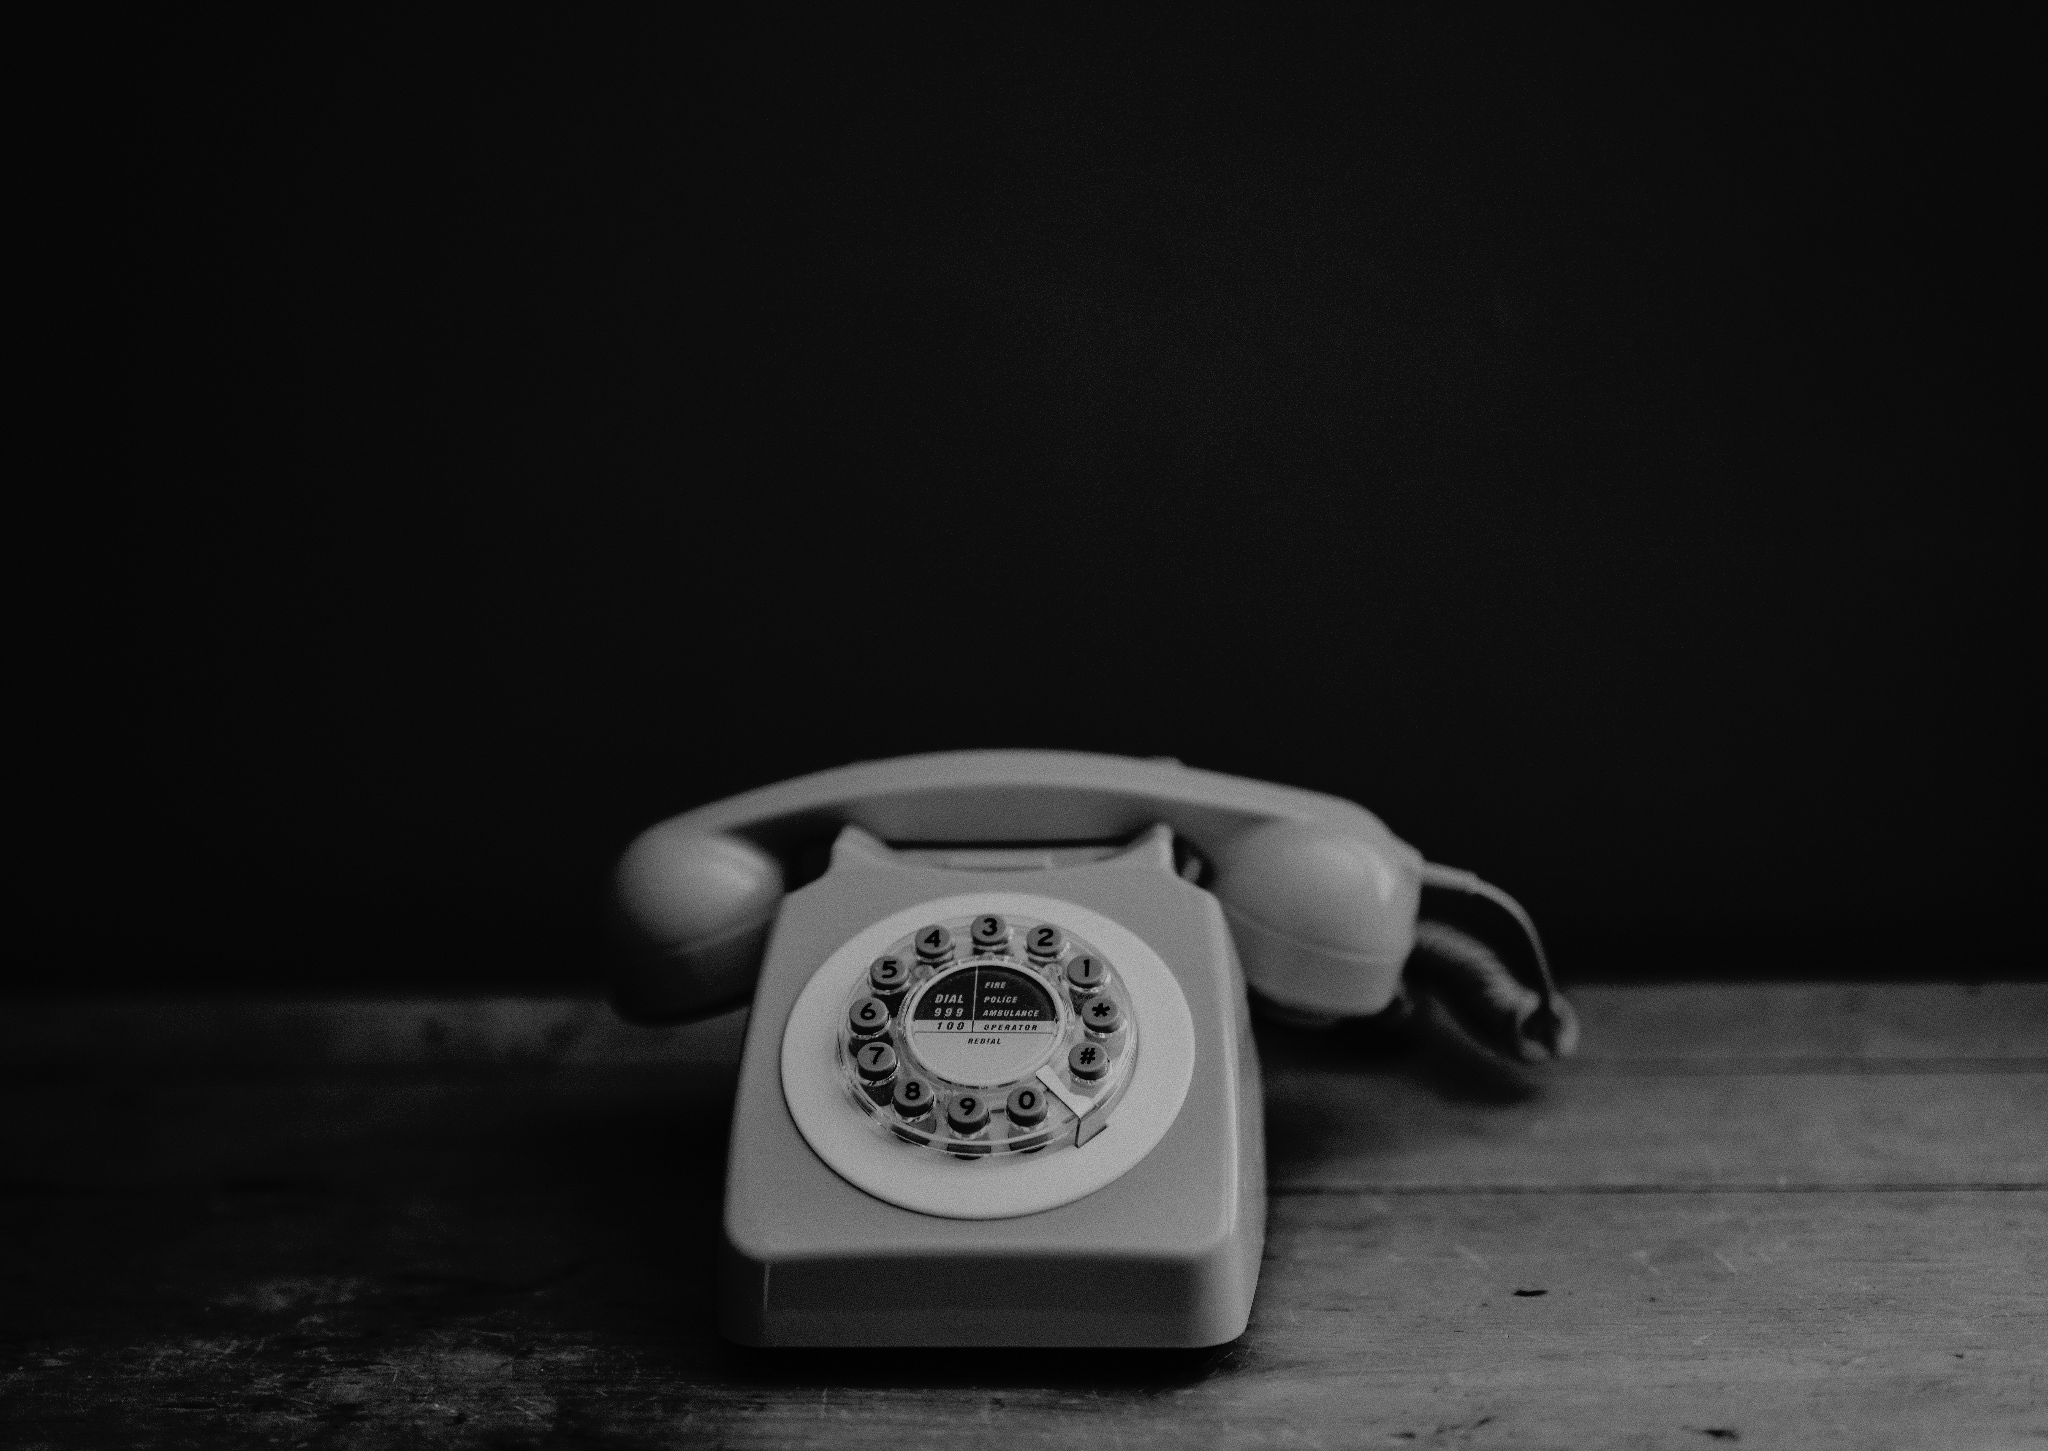 3
4 2
5 1
DIAL FIRE
POLICE
999 AMBULANCE
6 *
100 OPERATOR
REDIAL
7 #
8 0
9